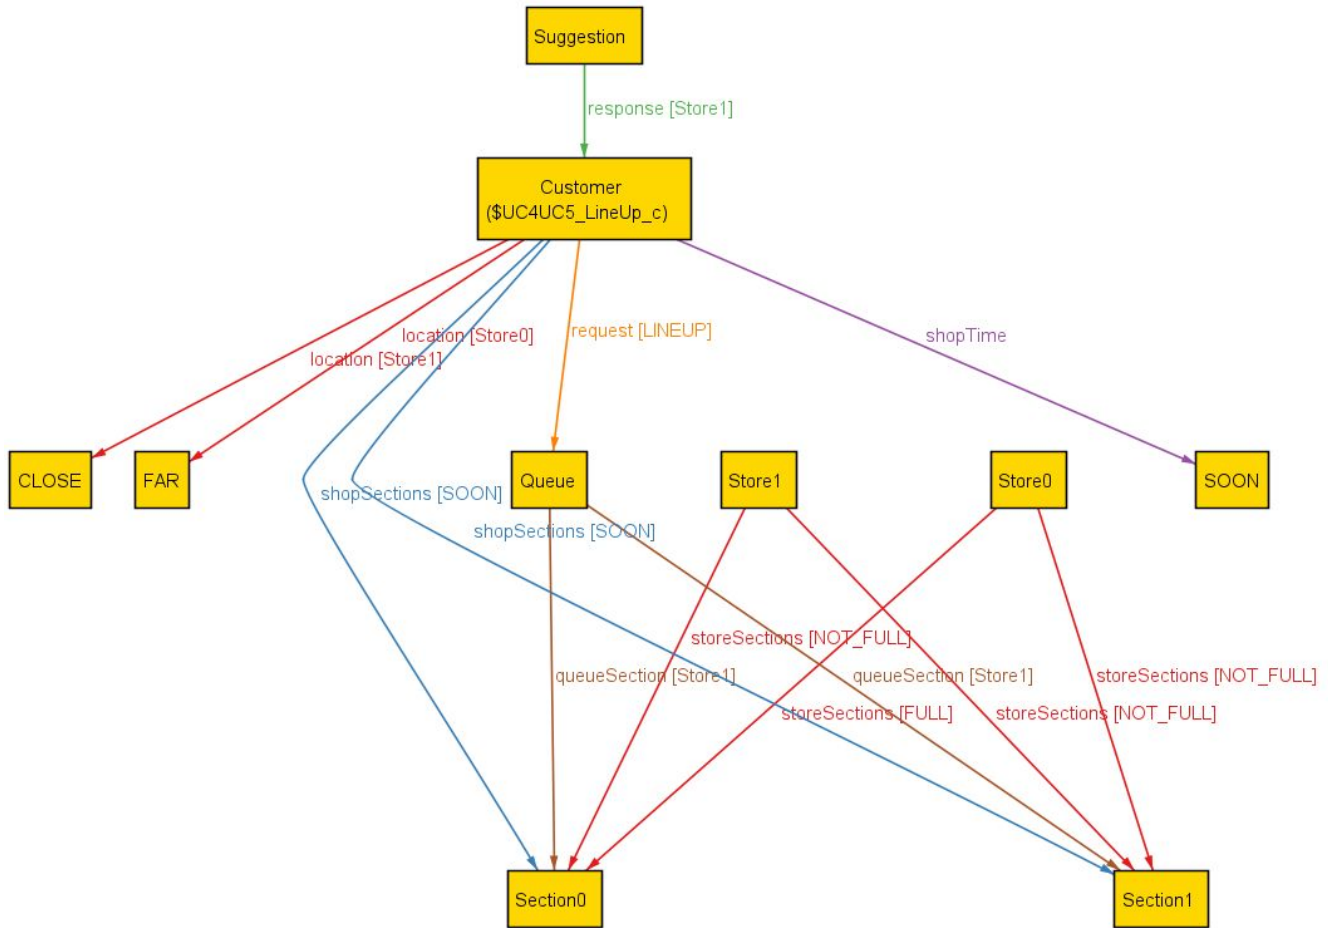 Suggestion
response [Store1]
Customer
($UC4UC5_LineUp_c)
location [Store0]
request [LINEUP]
shopTime
location [Store1]
CLOSE
FAR
Queue
Store1
Store0
SOON
shopSections [SOON]
shopSections [SOON]
storeSections [NOT_FULL]
queueSection [Store1]
queueSection [Store1]
storeSections [NOT_FULL]
storeSections [FULL]
storeSections [NOT_FULL]
Section0
Section1